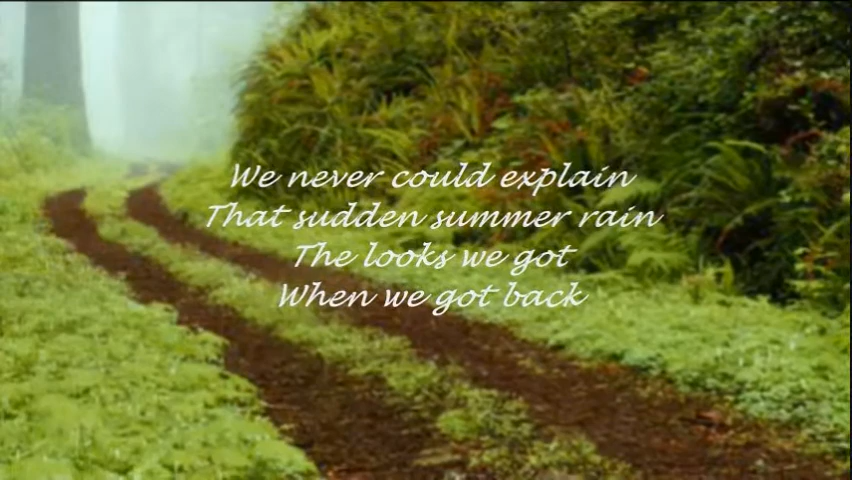 We never could explain
That sudden summer rain
The looks we got
When we got back